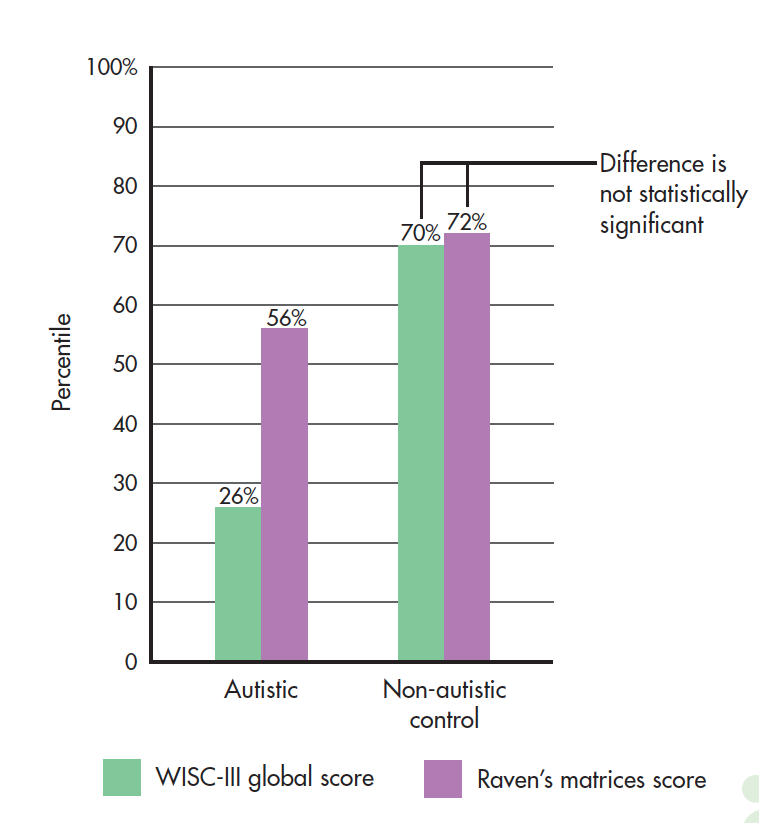 100%
90
80
70
60
50
40
30
20
10
0
Percentile
26%
56%
70%
72%
Difference is
not statistically
significant
Autistic
Non-autistic
control
WISC-III global score
Raven's matrices score